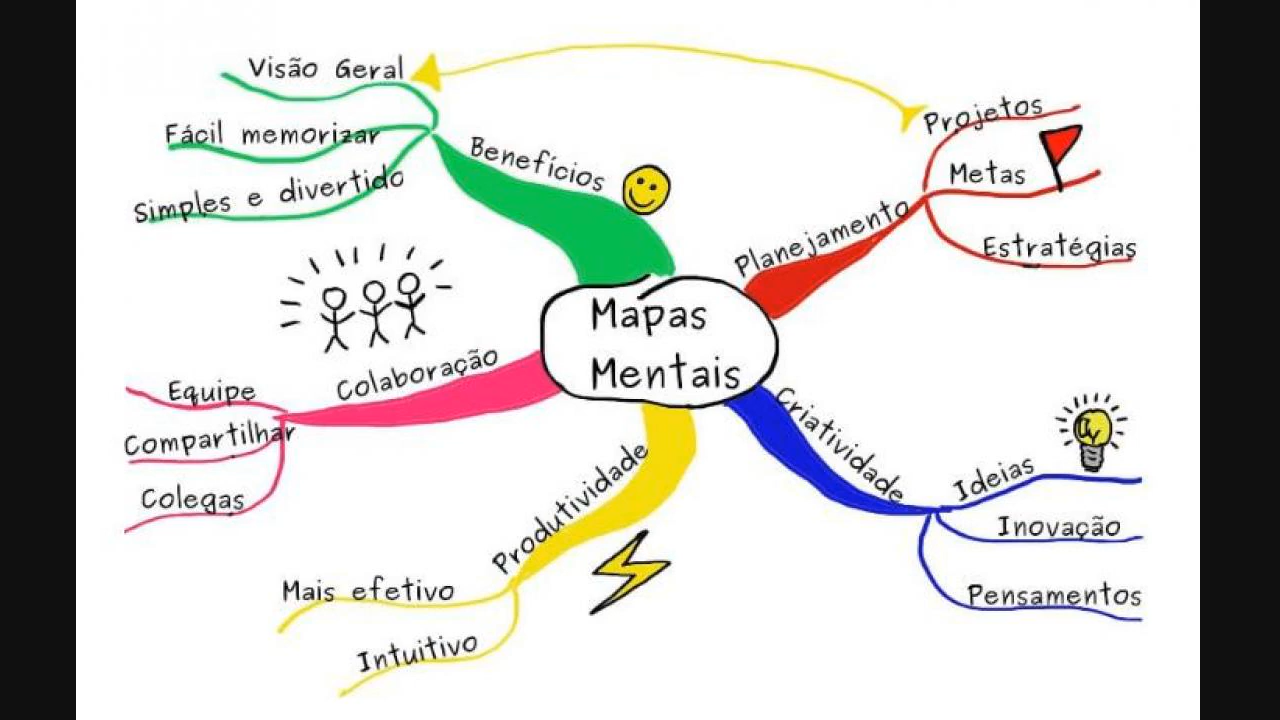 Visão Geral
Fácil memorizar
Simples e divertido
Benefícios
Projetos
Metas
Estratégias
Planejamento
Mapas
Mentais
Colaboração
Equipe
Compartilhar
Colegas
Criatividade
Ideias
Inovação
Pensamentos
Produtividade
Mais efetivo
Intuitivo